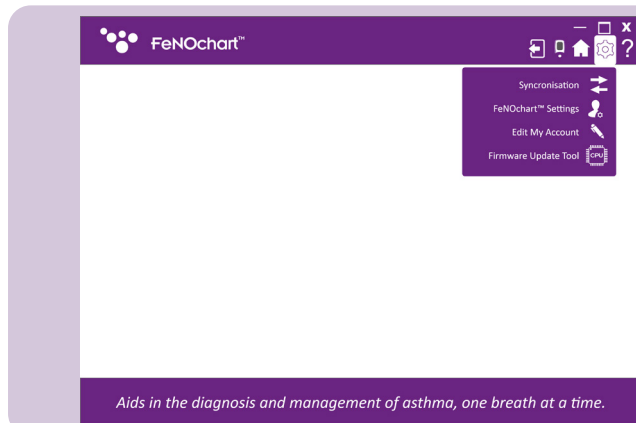 FeNOchart™
Syncronisation
FeNOchart™ Settings
Edit My Account
Firmware Update Tool
CPU
Aids in the diagnosis and management of asthma, one breath at a time.